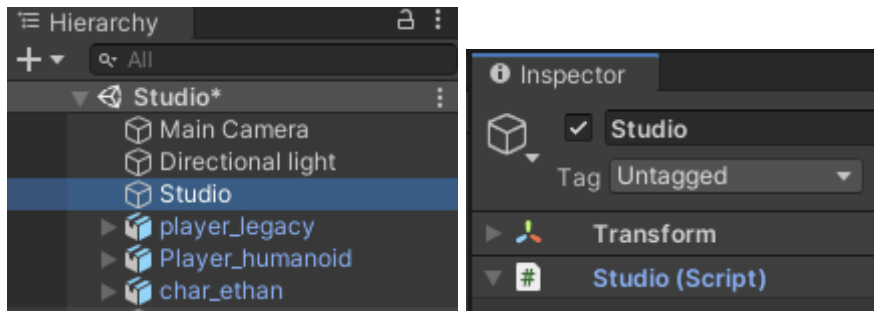 Hierarchy
All
Studio*
Main Camera
Directional light
Studio
player_legacy
Player_humanoid
char_ethan
Inspector
Studio
Tag Untagged
Transform
# Studio (Script)